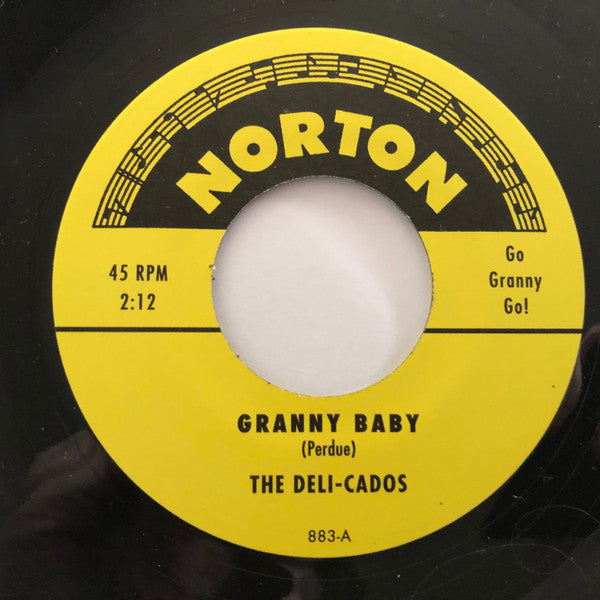 NORTON
45 RPM
2:12
Go
Granny
Go!
GRANNY BABY
(Perdue)
THE DELI-CADOS
883-A